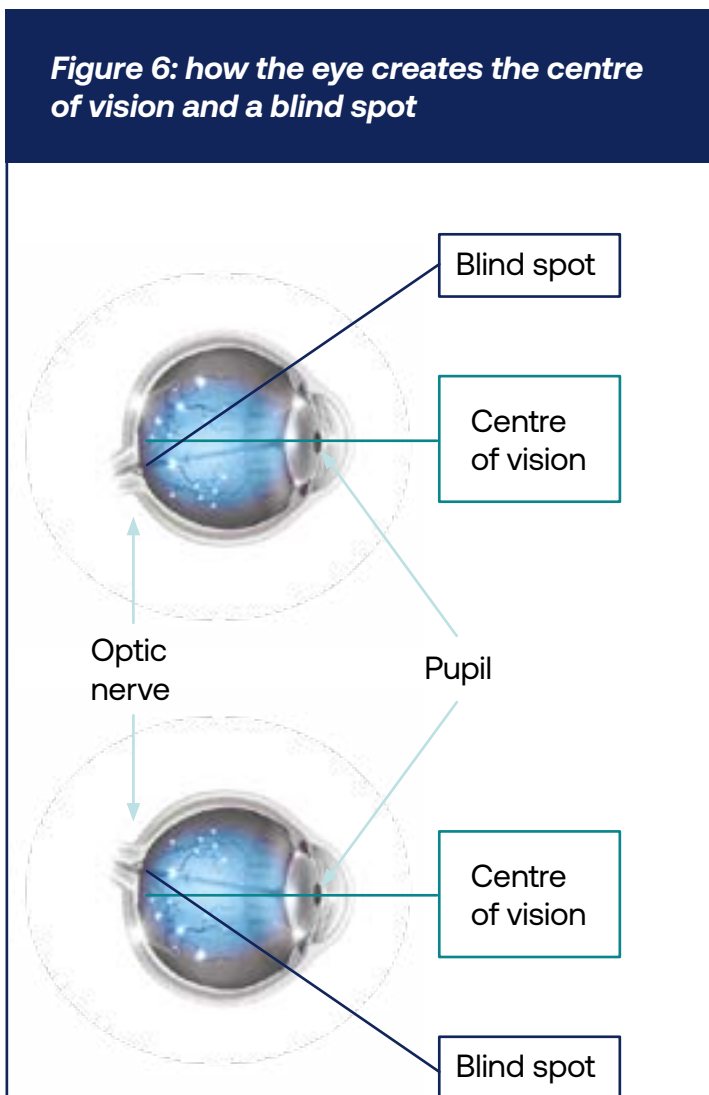 Figure 6: how the eye creates the centre
of vision and a blind spot
Blind spot
Centre
of vision
Optic
nerve
Pupil
Centre
of vision
Blind spot